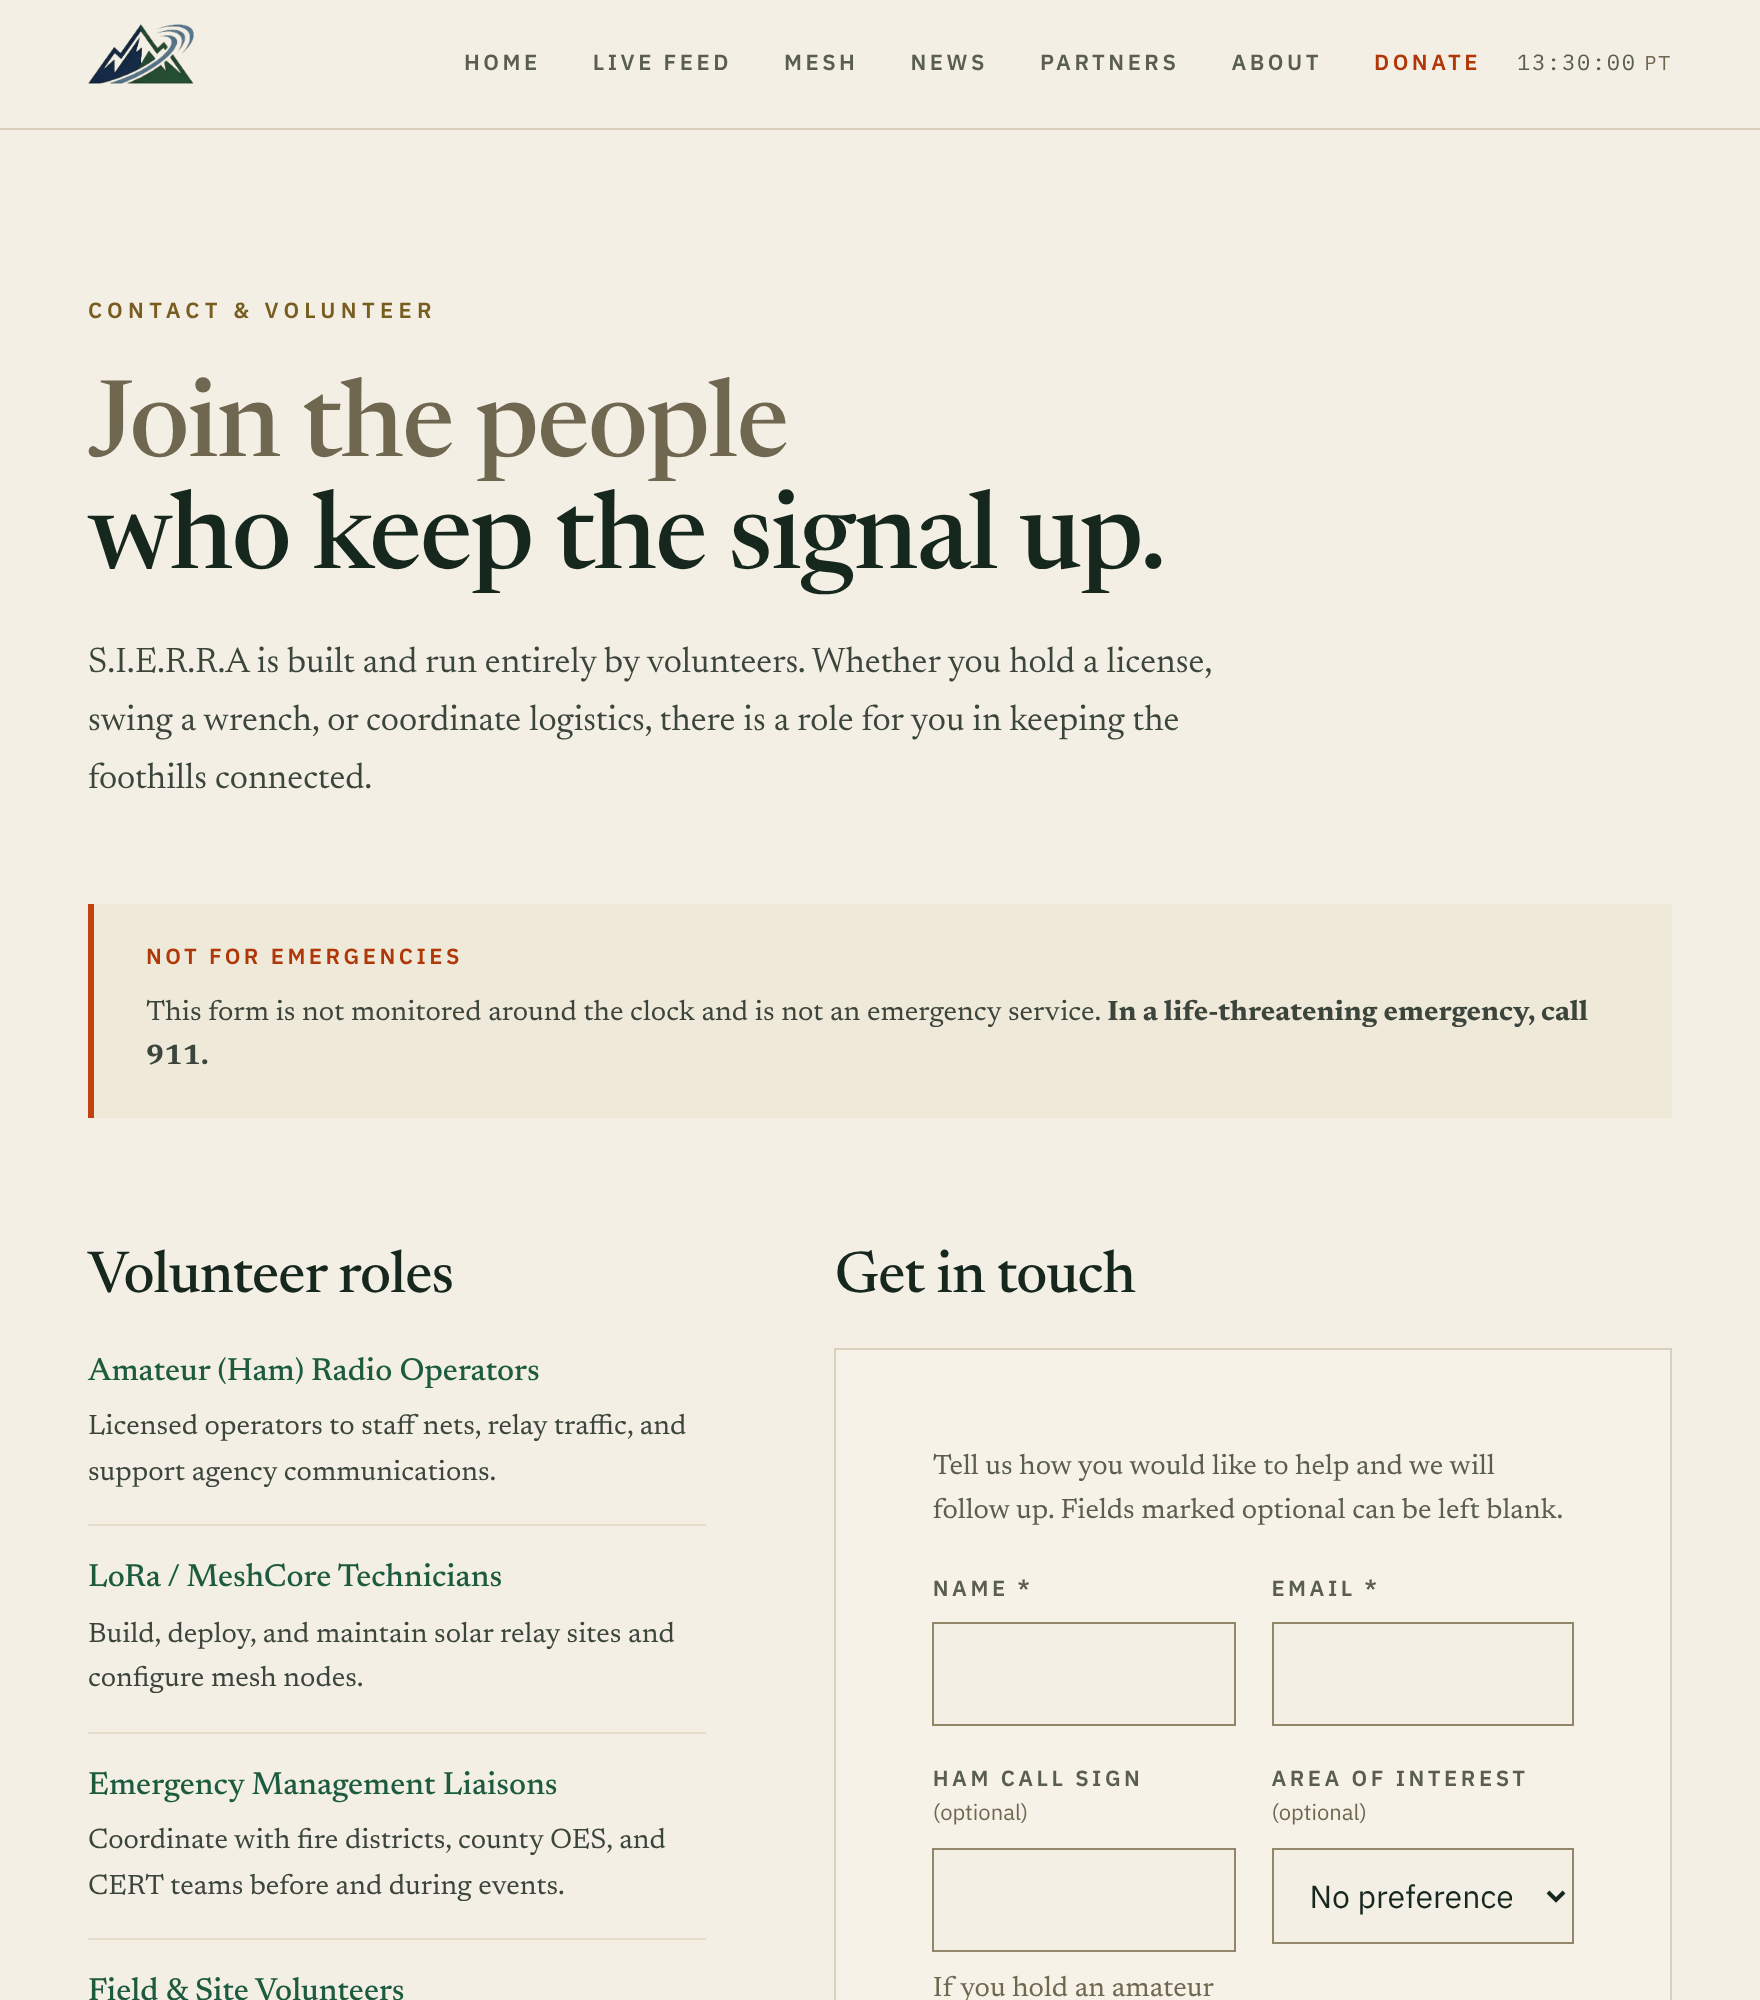 HOME LIVE FEED MESH NEWS PARTNERS ABOUT DONATE 13:30:00 PT
CONTACT & VOLUNTEER
Join the people
who keep the signal up.
S.I.E.R.R.A is built and run entirely by volunteers. Whether you hold a license,
swing a wrench, or coordinate logistics, there is a role for you in keeping the
foothills connected.
NOT FOR EMERGENCIES
This form is not monitored around the clock and is not an emergency service. In a life-threatening emergency, call
911.
Volunteer roles
Amateur (Ham) Radio Operators
Licensed operators to staff nets, relay traffic, and
support agency communications.
LoRa / MeshCore Technicians
Build, deploy, and maintain solar relay sites and
configure mesh nodes.
Emergency Management Liaisons
Coordinate with fire districts, county OES, and
CERT teams before and during events.
Field & Site Volunteers
Get in touch
Tell us how you would like to help and we will
follow up. Fields marked optional can be left blank.
NAME *
EMAIL *
HAM CALL SIGN
(optional)
AREA OF INTEREST
(optional)
No preference
If you hold an amateur